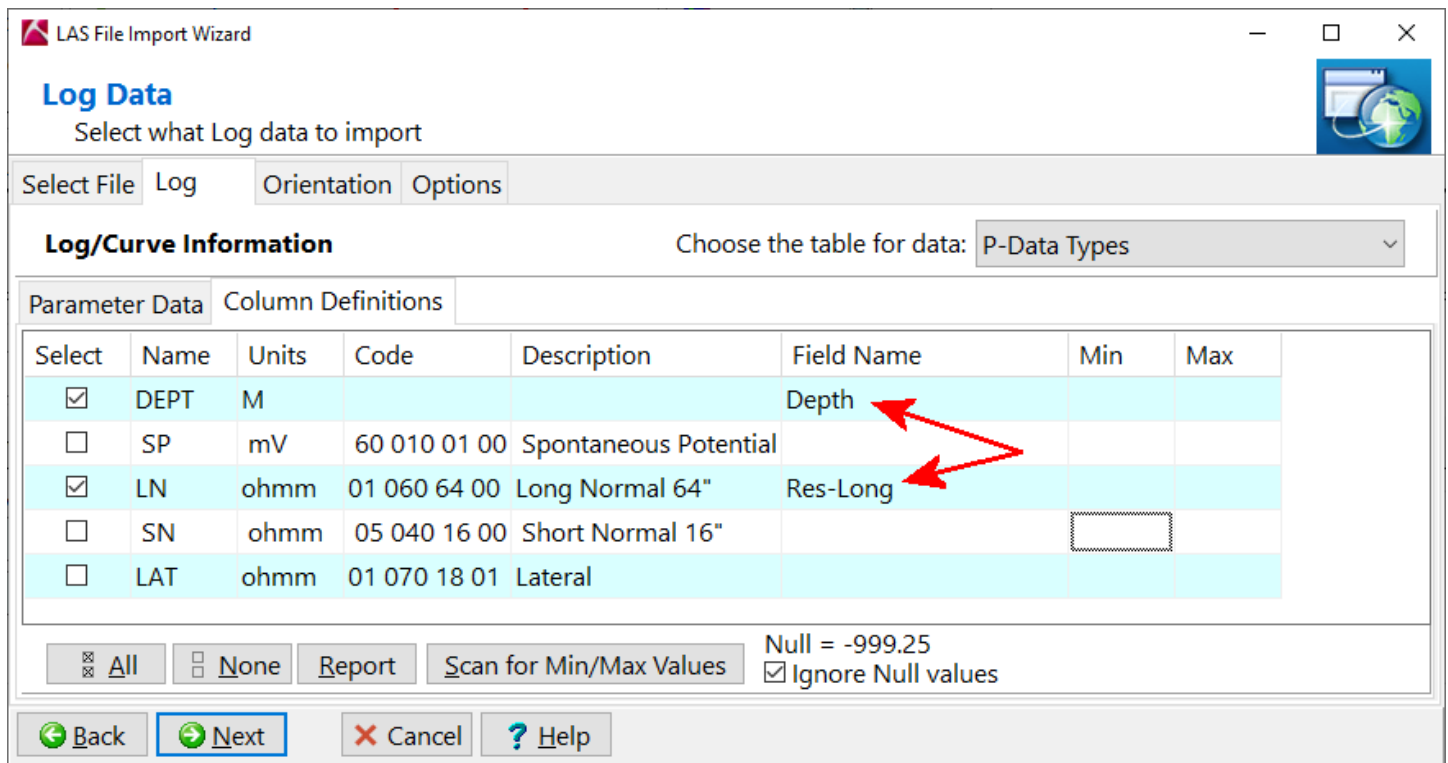 LAS File Import Wizard
Log Data
Select what Log data to import
Select File Log Orientation Options
Log/Curve Information Choose the table for data: P-Data Types
Parameter Data Column Definitions
Select Name Units Code Description Field Name Min Max
DEPT M Depth
SP mV 60 010 01 00 Spontaneous Potential
LN ohmm 01 060 64 00 Long Normal 64" Res-Long
SN ohmm 05 040 16 00 Short Normal 16"
LAT ohmm 01 070 18 01 Lateral
Null = -999.25
All None Report Scan for Min/Max Values Ignore Null values
Back Next Cancel Help